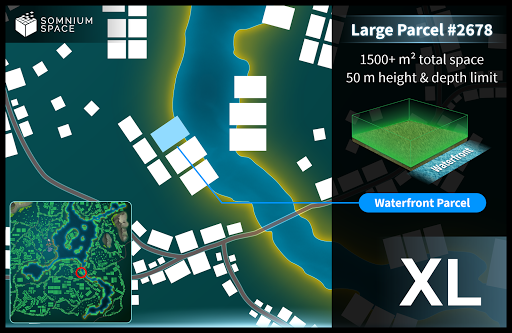 SOMNIUM
SPACE
Large Parcel #2678
1500+ m² total space
50 m height & depth limit
Waterfront
Waterfront Parcel
XL